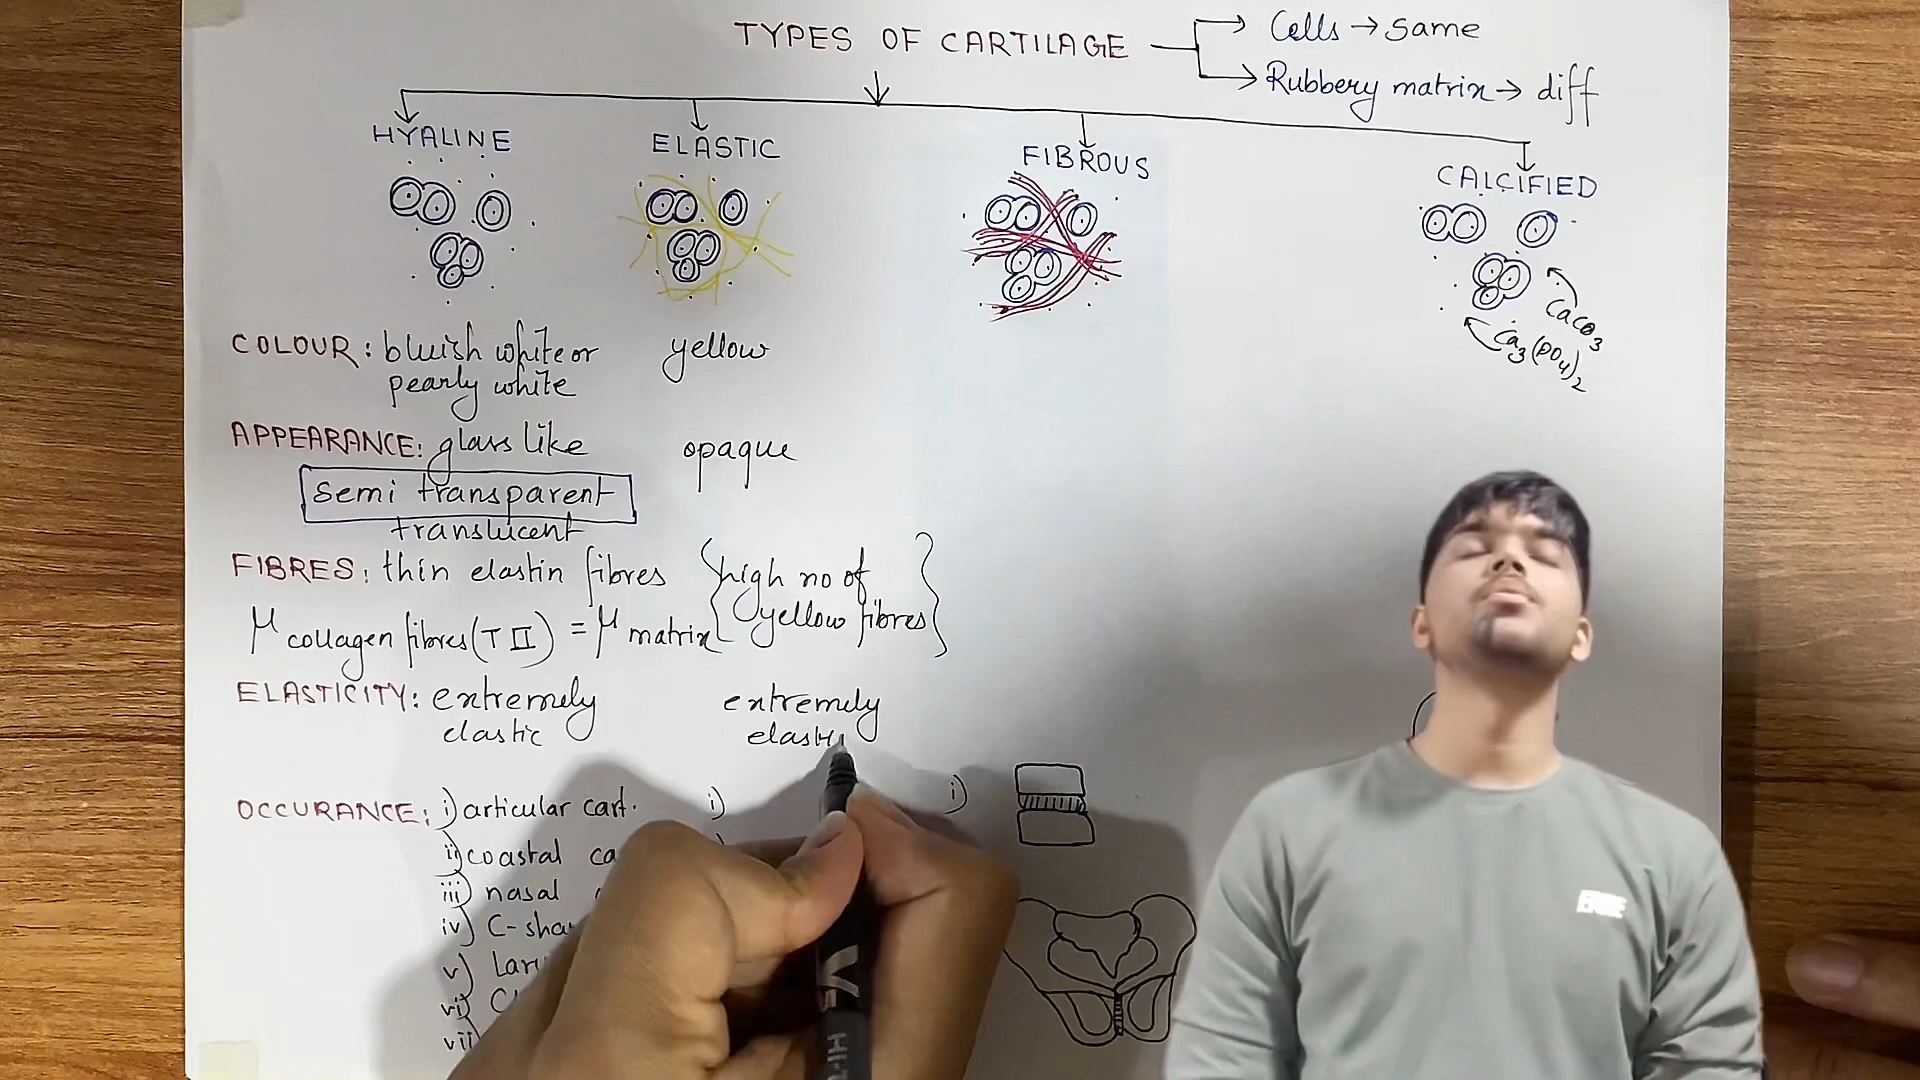 TYPES OF CARTILAGE
Cells → same
Rubbery matrix → diff
HYALINE
ELASTIC
FIBROUS
CALCIFIED
CaCO3
Ca3(PO4)2
COLOUR: bluish white or
pearly white
yellow
APPEARANCE: glass like
opaque
semi transparent
translucent
FIBRES: thin elastin fibres
μ collagen fibres (T II) = μ matrix
{high no of
yellow fibres}
ELASTICITY: extremely
elastic
extremely
OCCURANCE: i) articular cart.
i)
i)
ii) coastal
iii) nasal
iv)
v)
vi)
vii